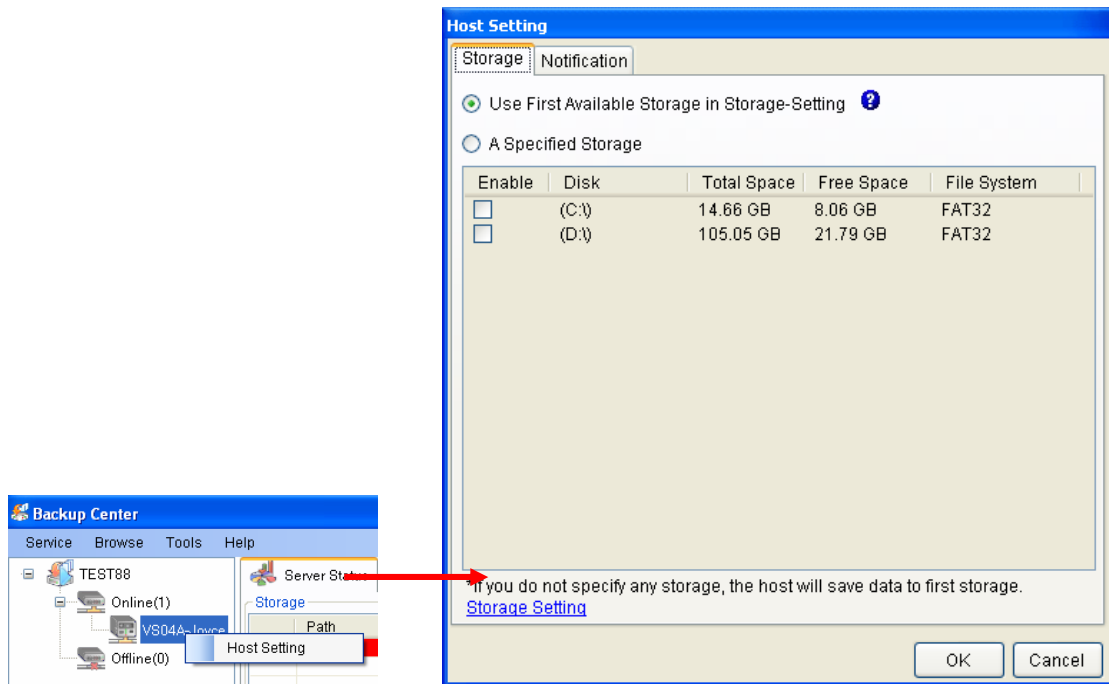 Host Setting
Storage Notification
Use First Available Storage in Storage-Setting ?
A Specified Storage
Enable Disk Total Space Free Space File System
(C:\) 14.66 GB 8.06 GB FAT32
(D:\) 105.05 GB 21.79 GB FAT32
*If you do not specify any storage, the host will save data to first storage.
Storage Setting
OK Cancel
Backup Center
Service Browse Tools Help
TEST88 Server Status
Online(1) Storage
VS04A-Joyce Path
Host Setting
Offline(0)